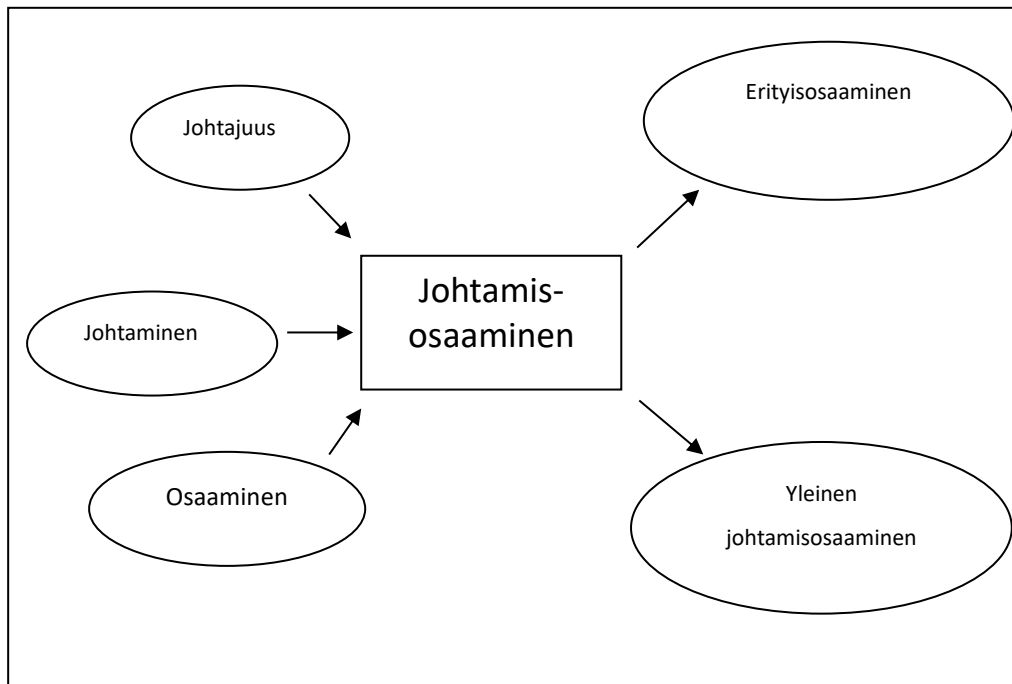 Johtajuus
Erityisosaaminen
Johtaminen
Johtamis-
osaaminen
Osaaminen
Yleinen
johtamisosaaminen